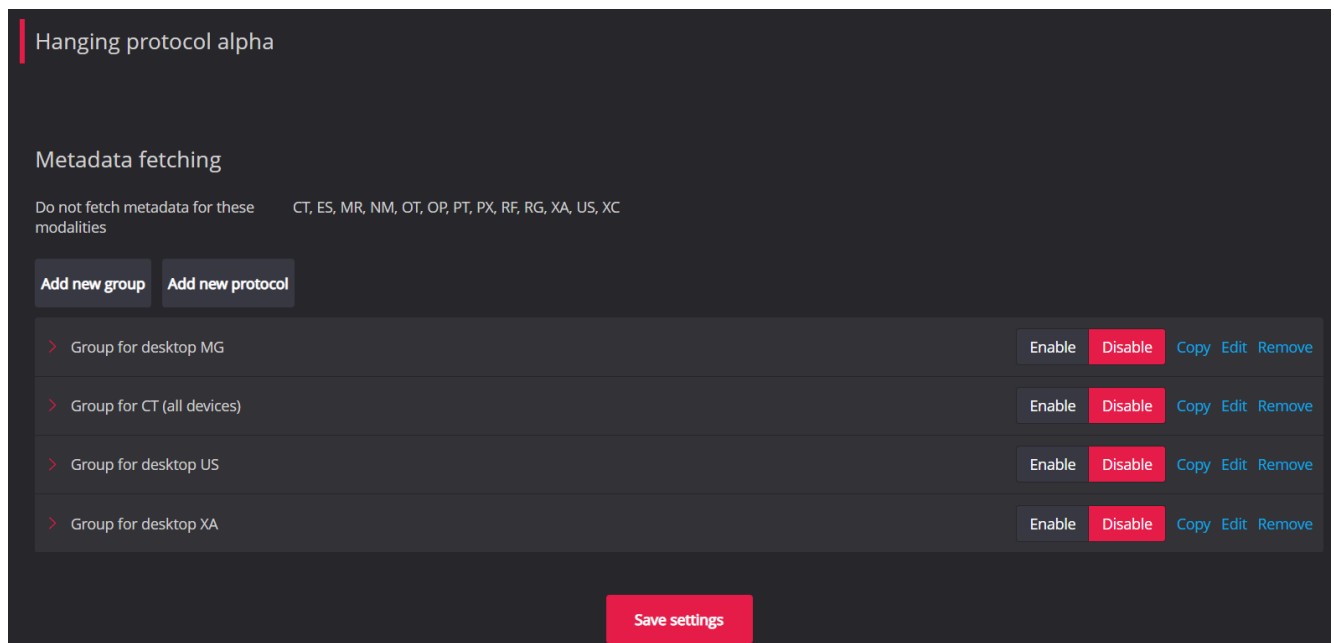 Hanging protocol alpha
Metadata fetching
Do not fetch metadata for these modalities
CT, ES, MR, NM, OT, OP, PT, PX, RF, RG, XA, US, XC
Add new group Add new protocol
Group for desktop MG Enable Disable Copy Edit Remove
Group for CT (all devices) Enable Disable Copy Edit Remove
Group for desktop US Enable Disable Copy Edit Remove
Group for desktop XA Enable Disable Copy Edit Remove
Save settings